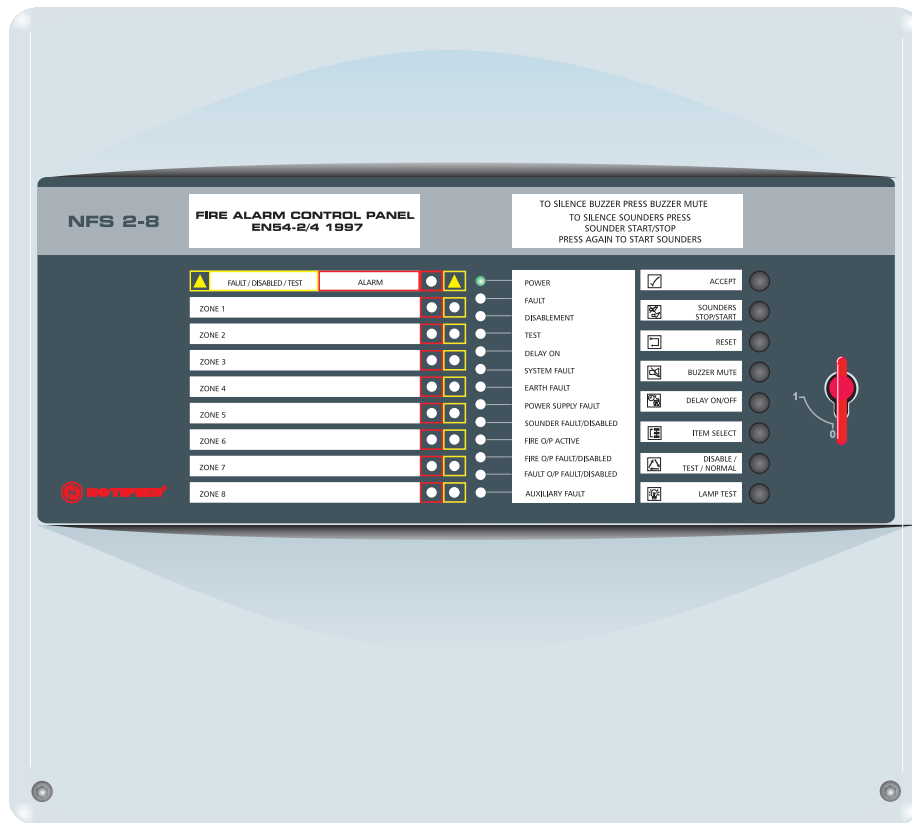 NFS 2-8
FIRE ALARM CONTROL PANEL
EN54-2/4 1997
TO SILENCE BUZZER PRESS BUZZER MUTE
TO SILENCE SOUNDERS PRESS
SOUNDER START/STOP
PRESS AGAIN TO START SOUNDERS
FAULT / DISABLED / TEST
ALARM
ZONE 1
ZONE 2
ZONE 3
ZONE 4
ZONE 5
ZONE 6
ZONE 7
ZONE 8
POWER
FAULT
DISABLEMENT
TEST
DELAY ON
SYSTEM FAULT
EARTH FAULT
POWER SUPPLY FAULT
SOUNDER FAULT/DISABLED
FIRE O/P ACTIVE
FIRE O/P FAULT/DISABLED
FAULT O/P FAULT/DISABLED
AUXILIARY FAULT
ACCEPT
SOUNDERS
STOP/START
RESET
BUZZER MUTE
DELAY ON/OFF
ITEM SELECT
DISABLE /
TEST / NORMAL
LAMP TEST
1
0
N NOTIFIER®